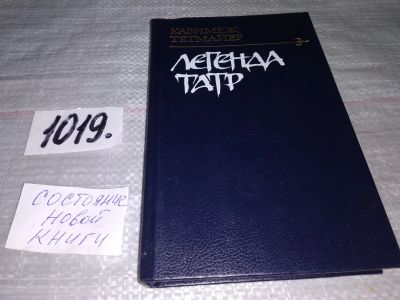 КАЗИМЕЖ
ТЕТМАЙЕР
ЛЕГЕНДА
ТАТР
1019.
СОСТОЯНИЕ
НОВОЙ
КНИГИ